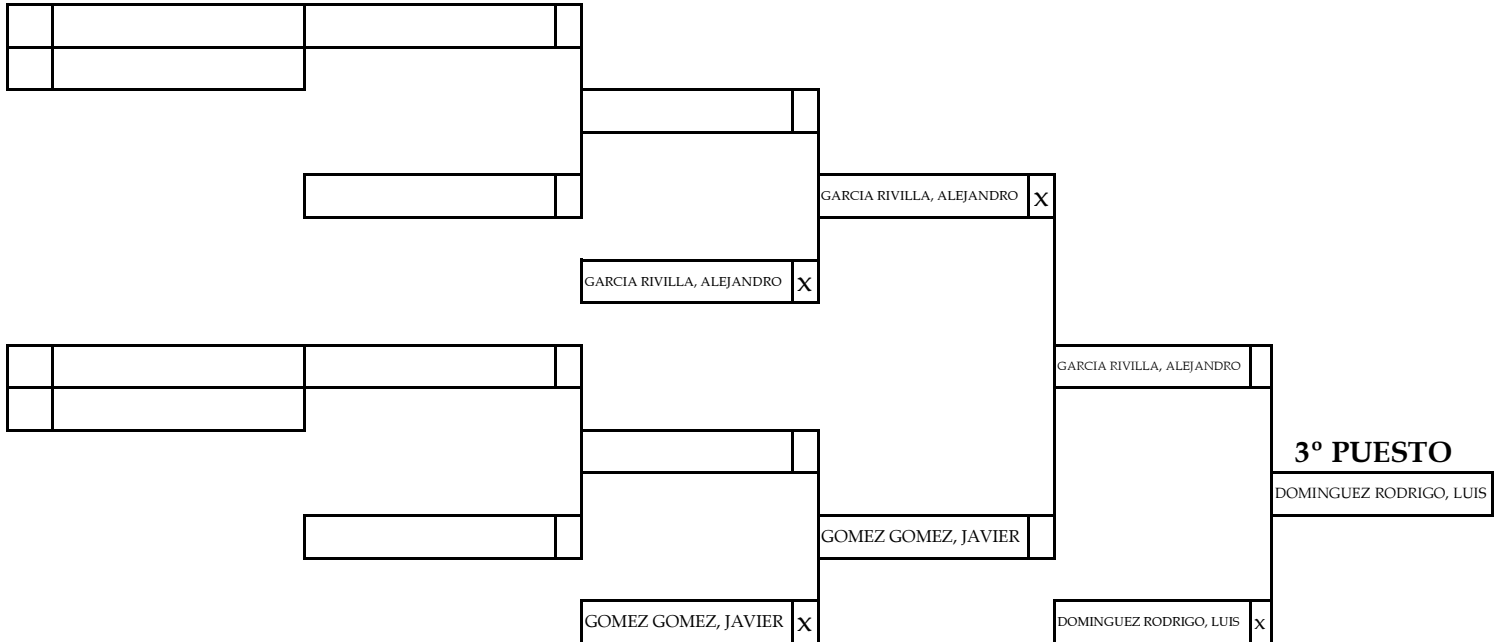 GARCIA RIVILLA, ALEJANDRO X
GARCIA RIVILLA, ALEJANDRO X
GARCIA RIVILLA, ALEJANDRO
3º PUESTO
DOMINGUEZ RODRIGO, LUIS
GOMEZ GOMEZ, JAVIER
GOMEZ GOMEZ, JAVIER X
DOMINGUEZ RODRIGO, LUIS x